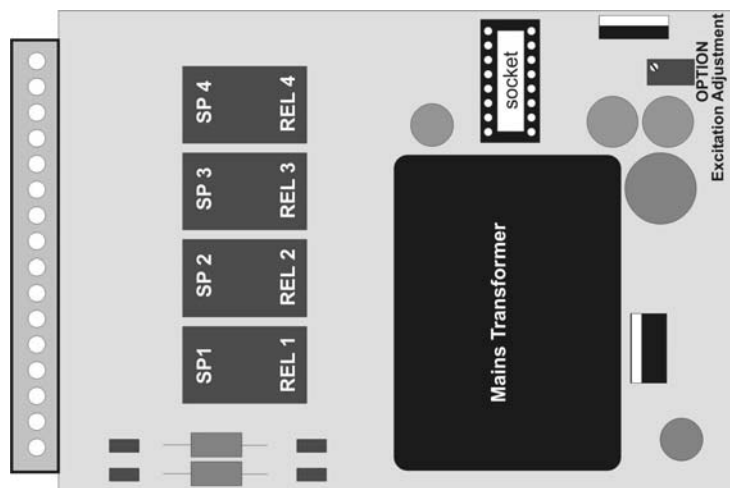 SP 4
REL 4
SP 3
REL 3
SP 2
REL 2
SP1
REL 1
socket
OPTION
Excitation Adjustment
Mains Transformer